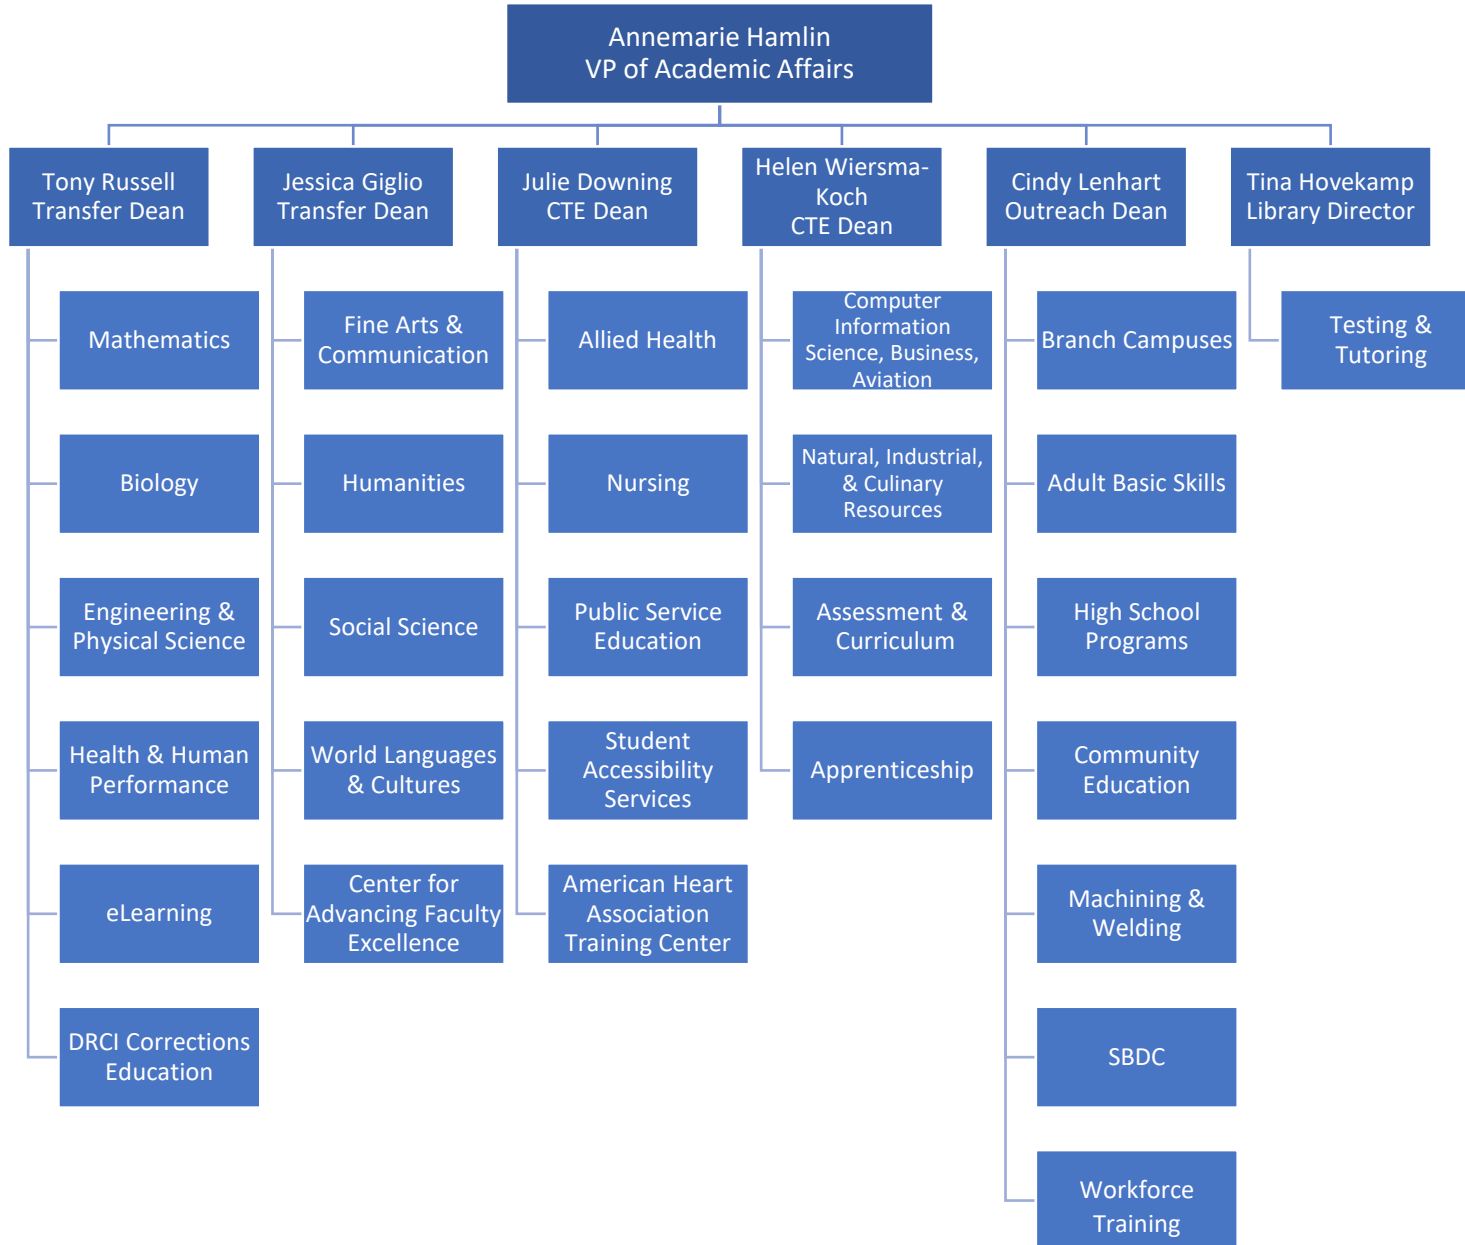 Annemarie Hamlin
VP of Academic Affairs
Tony Russell
Transfer Dean
Jessica Giglio
Transfer Dean
Julie Downing
CTE Dean
Helen Wiersma-
Koch
CTE Dean
Cindy Lenhart
Outreach Dean
Tina Hovekamp
Library Director
Mathematics
Biology
Engineering &
Physical Science
Health & Human
Performance
eLearning
DRCI Corrections
Education
Fine Arts &
Communication
Humanities
Social Science
World Languages
& Cultures
Center for
Advancing Faculty
Excellence
Allied Health
Nursing
Public Service
Education
Student
Accessibility
Services
American Heart
Association
Training Center
Computer
Information
Science, Business,
Aviation
Natural, Industrial,
& Culinary
Resources
Assessment &
Curriculum
Apprenticeship
Branch Campuses
Adult Basic Skills
High School
Programs
Community
Education
Machining &
Welding
SBDC
Workforce
Training
Testing &
Tutoring